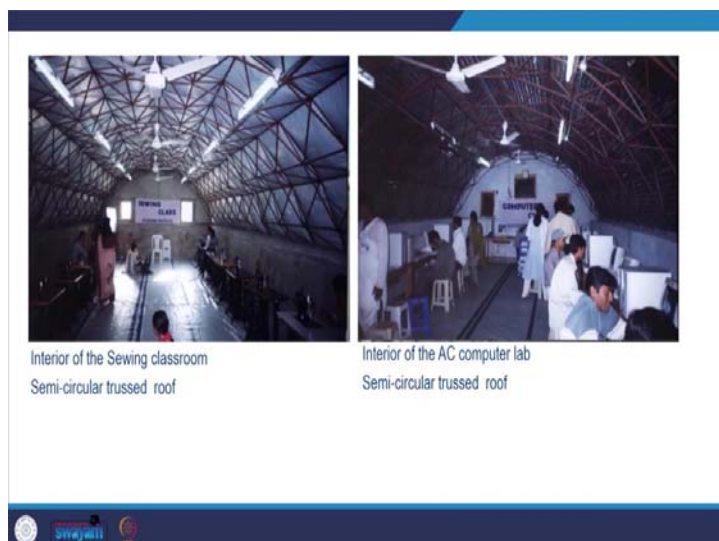 SEWING
CLASS
COMPUTER
Interior of the Sewing classroom
Semi-circular trussed roof
Interior of the AC computer lab
Semi-circular trussed roof
swayam